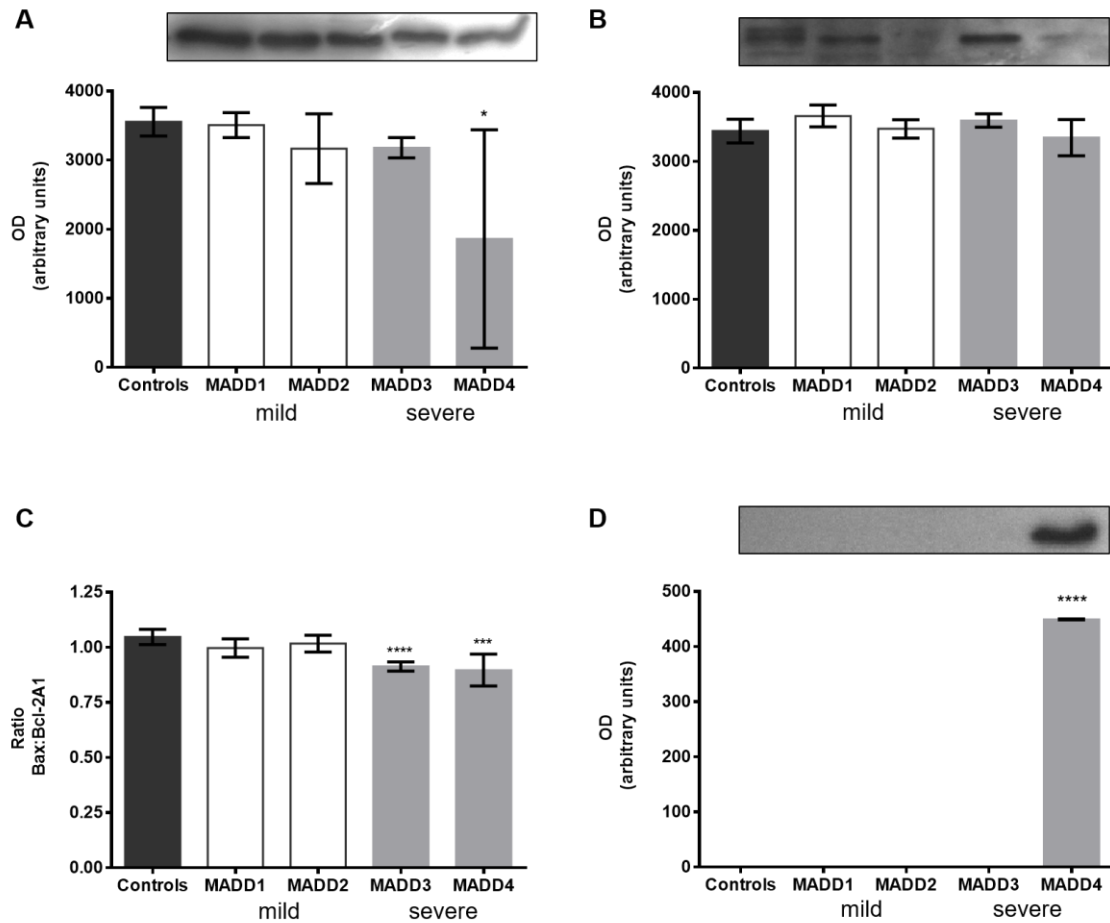 A
4000
3000
2000
1000
0
OD
(arbitrary units)
*
Controls MADD1 MADD2 MADD3 MADD4
mild severe
B
4000
3000
2000
1000
0
OD
(arbitrary units)
Controls MADD1 MADD2 MADD3 MADD4
mild severe
C
1.25
1.00
0.75
0.50
0.25
0.00
Ratio
Bax:Bcl-2A1
**** ***
Controls MADD1 MADD2 MADD3 MADD4
mild severe
D
500
400
300
200
100
0
OD
(arbitrary units)
****
Controls MADD1 MADD2 MADD3 MADD4
mild severe